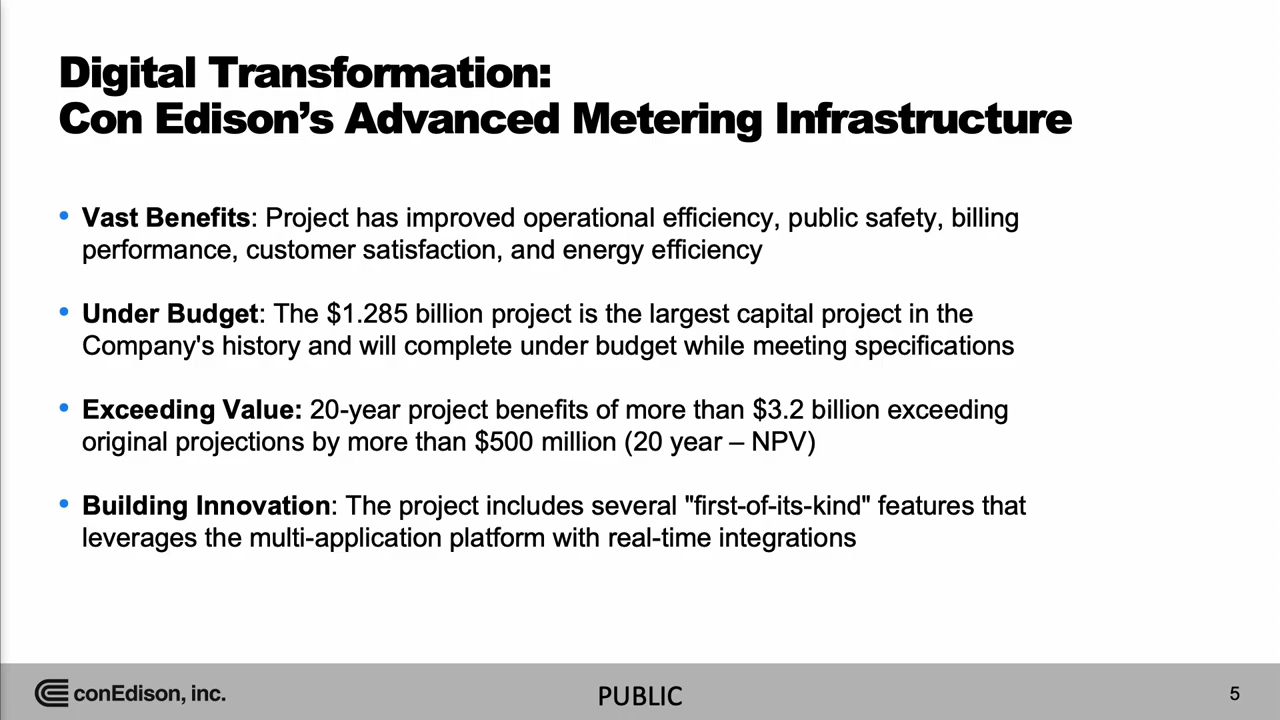 Digital Transformation:
Con Edison’s Advanced Metering Infrastructure
• Vast Benefits: Project has improved operational efficiency, public safety, billing
performance, customer satisfaction, and energy efficiency
• Under Budget: The $1.285 billion project is the largest capital project in the
Company's history and will complete under budget while meeting specifications
• Exceeding Value: 20-year project benefits of more than $3.2 billion exceeding
original projections by more than $500 million (20 year – NPV)
• Building Innovation: The project includes several "first-of-its-kind" features that
leverages the multi-application platform with real-time integrations
conEdison, inc.
PUBLIC
5